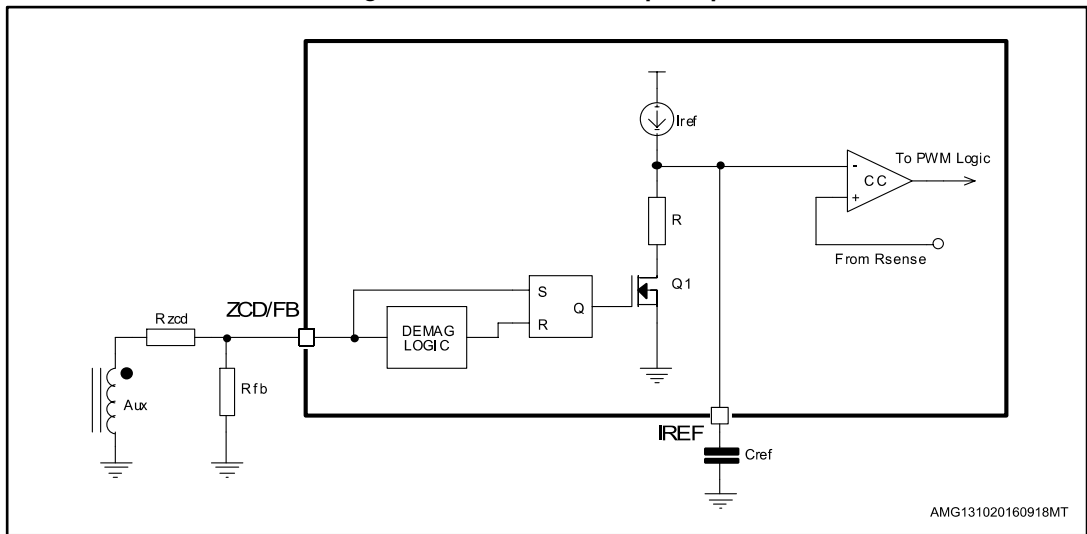 Iref
To PWM Logic
-
CC
+
R
From Rsense
Q1
S
Q
R
ZCD/FB
DEMAG
LOGIC
Rzcd
Rfb
Aux
IREF
Cref
AMG131020160918MT